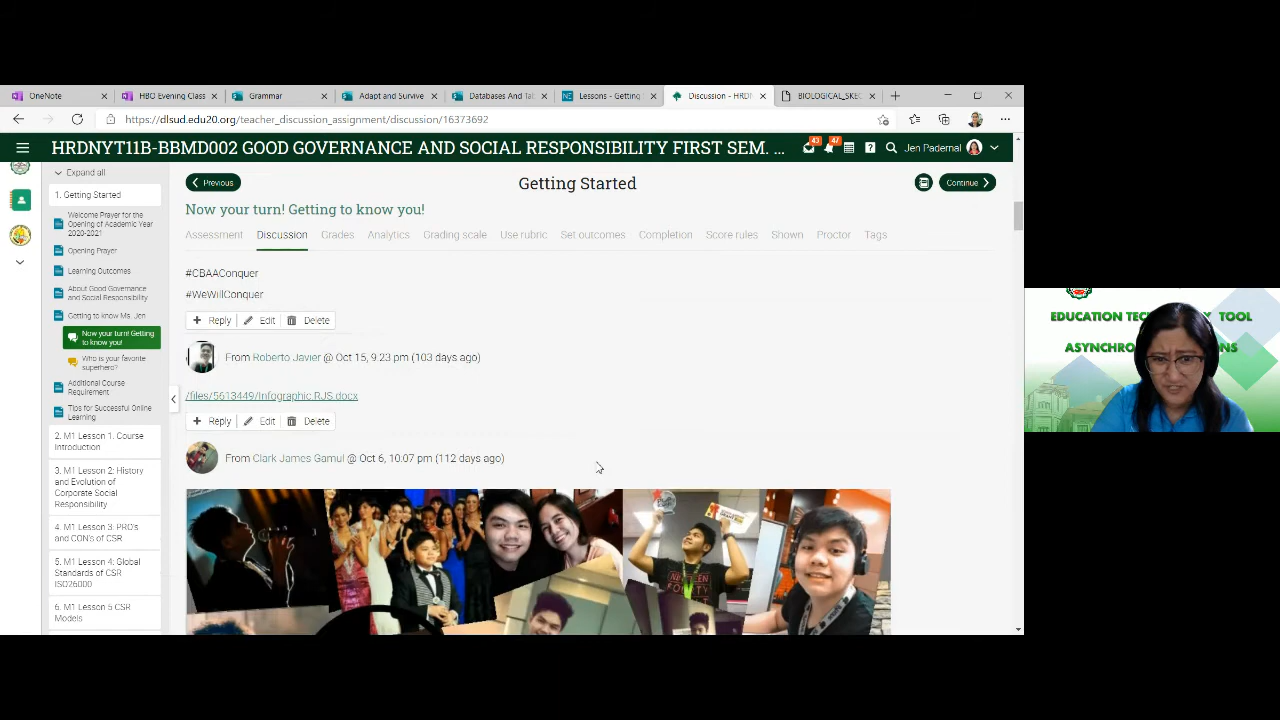 OneNote
HBO Evening Class
Grammar
Adapt and Survive
Databases And Tab
Lessons - Getting
Discussion - HRDN
BIOLOGICAL_SKE
https://dlsud.edu20.org/teacher_discussion_assignment/discussion/16373692
HRDNYT11B-BBMD002 GOOD GOVERNANCE AND SOCIAL RESPONSIBILITY FIRST SEM. ...
43
47
Jen Padernal
Expand all
1. Getting Started
Welcome Prayer for the
Opening of Academic Year
2020-2021
Opening Prayer
Learning Outcomes
About Good Governance
and Social Responsibility
Getting to know Ms. Jen
Now your turn! Getting
to know you!
Who is your favorite
superhero?
Additional Course
Requirement
Tips for Successful Online
Learning
2. M1 Lesson 1. Course
Introduction
3. M1 Lesson 2: History
and Evolution of
Corporate Social
Responsibility
4. M1 Lesson 3: PRO's
and CON's of CSR
5. M1 Lesson 4: Global
Standards of CSR
ISO26000
6. M1 Lesson 5 CSR
Models
Previous
Getting Started
Continue
Now your turn! Getting to know you!
Assessment Discussion Grades Analytics Grading scale Use rubric Set outcomes Completion Score rules Shown Proctor Tags
#CBAAConquer
#WeWillConquer
Reply Edit Delete
From Roberto Javier @ Oct 15, 9:23 pm (103 days ago)
/files/5613449/Infographic.RJS.docx
Reply Edit Delete
From Clark James Gamul @ Oct 6, 10:07 pm (112 days ago)
EDUCATION TEC TOOL
ASYNCHRO NS